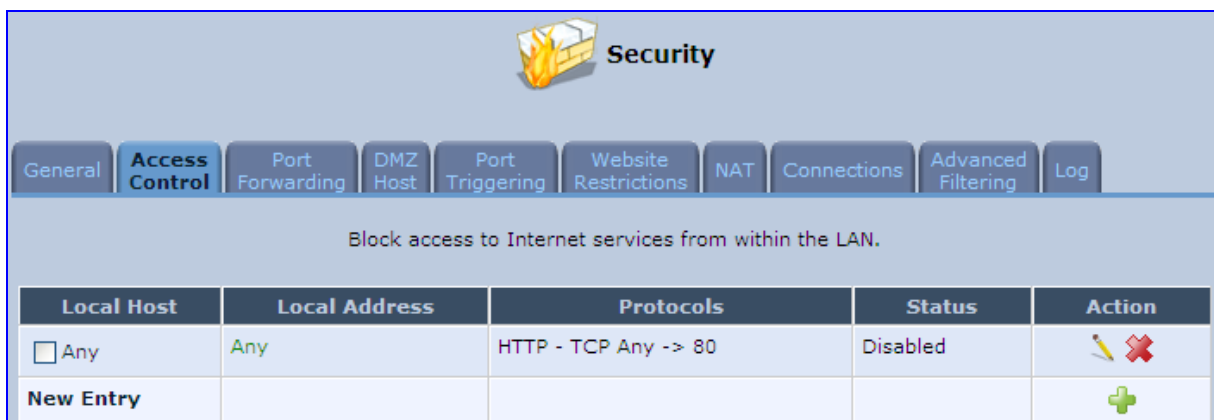 Security
General
Access Control
Port Forwarding
DMZ Host
Port Triggering
Website Restrictions
NAT
Connections
Advanced Filtering
Log
Block access to Internet services from within the LAN.
Local Host Local Address Protocols Status Action
Any Any HTTP - TCP Any -> 80 Disabled
New Entry